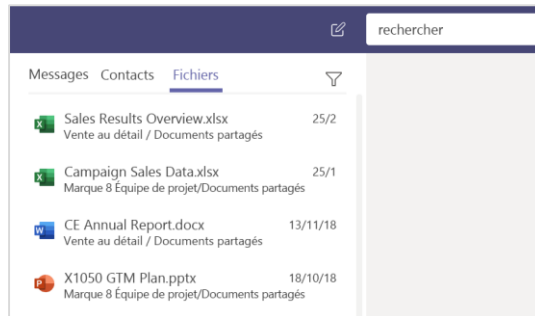 rechercher
Messages Contacts Fichiers
Sales Results Overview.xlsx 25/2
Vente au détail / Documents partagés
Campaign Sales Data.xlsx 25/1
Marque 8 Équipe de projet/Documents partagés
CE Annual Report.docx 13/11/18
Vente au détail / Documents partagés
X1050 GTM Plan.pptx 18/10/18
Marque 8 Équipe de projet/Documents partagés